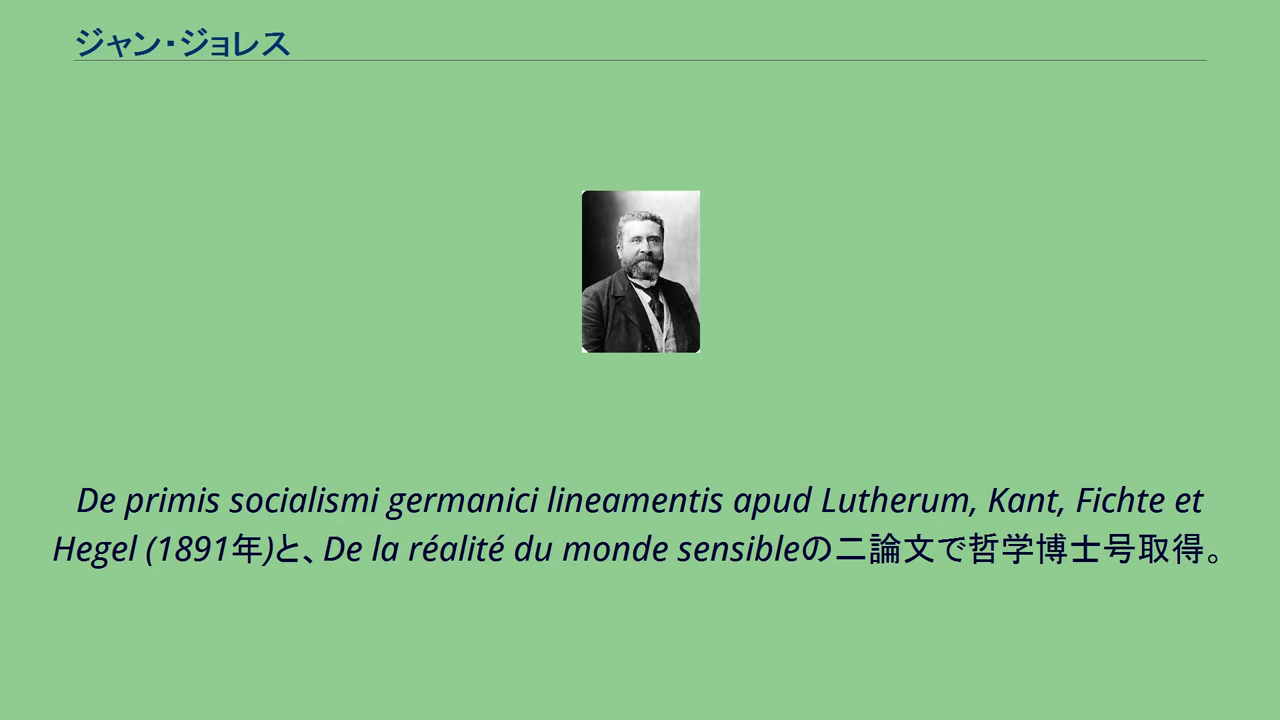 ジャン・ジョレス
De primis socialismi germanici lineamentis apud Lutherum, Kant, Fichte et
Hegel (1891年)と、De la réalité du monde sensibleの二論文で哲学博士号取得。